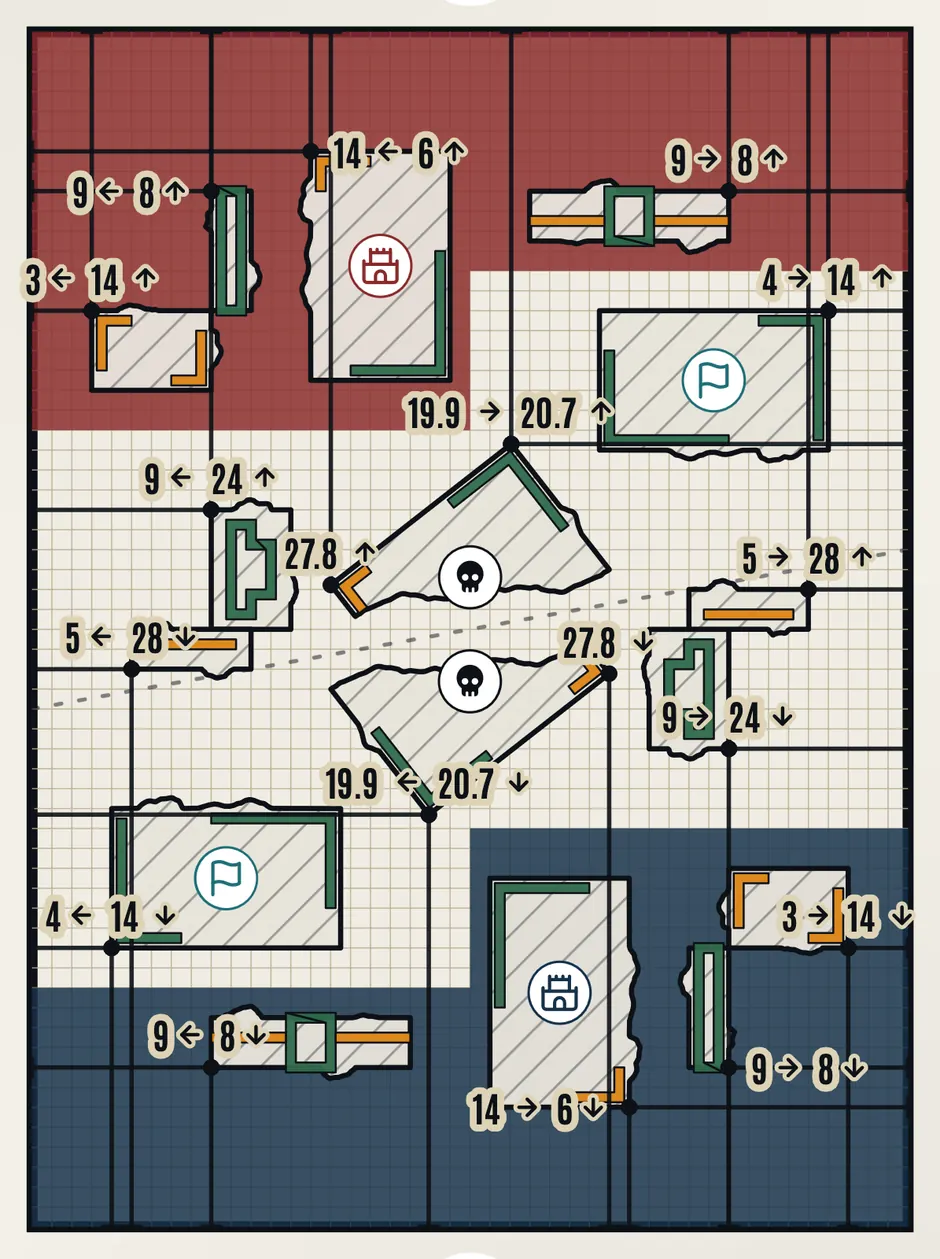 14 ← 6 ↑
9 → 8 ↑
9 ← 8 ↑
3 ← 14 ↑
4 → 14 ↑
19.9 → 20.7 ↑
9 ← 24 ↑
27.8 ↑
5 → 28 ↑
5 ← 28 ↓
27.8 ↓
9 → 24 ↓
19.9 ← 20.7 ↓
4 ← 14 ↓
3 → 14 ↓
9 ← 8 ↓
9 → 8 ↓
14 → 6 ↓